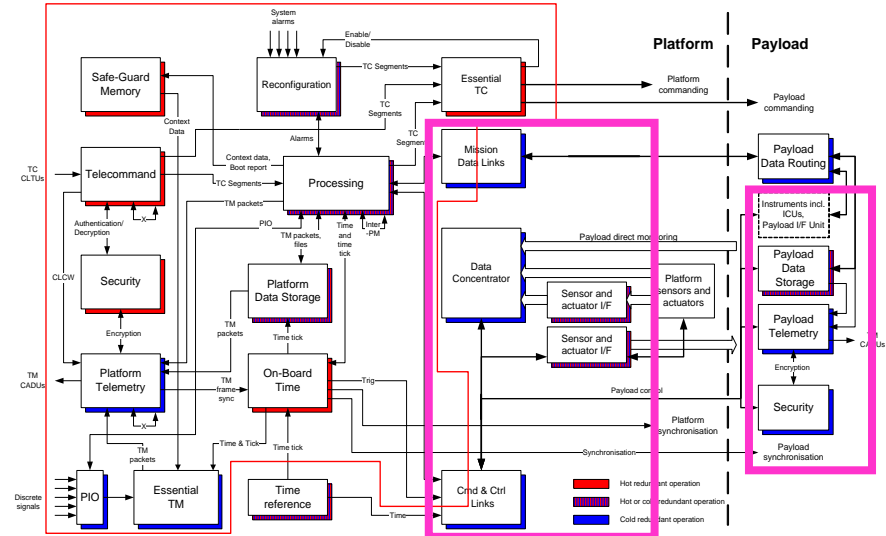 System
alarms
Enable/
Disable
Platform
Payload
Safe-Guard
Memory
Reconfiguration
TC Segments
Essential
TC
Platform
commanding
Payload
commanding
TC
Segments
TC
Segments
Context
Data
Alarms
TC
CLTUs
Telecommand
Context data,
Boot report
TC Segments
Processing
Mission
Data Links
Payload
Data Routing
X
TM packets
PIO
Inter
-PM
Authentication/
Decryption
TM packets,
files
Time
and
time
tick
Instruments incl.
ICUs,
Payload I/F Unit
Payload direct monitoring
CLCW
Security
Platform
Data Storage
Data
Concentrator
Sensor and
actuator I/F
Platform
sensors and
actuators
Payload
Data
Storage
Encryption
TM
packets
Time tick
Sensor and
actuator I/F
Payload
Telemetry
TM
CADUs
TM
CADUs
Platform
Telemetry
X
TM
frame
sync
On-Board
Time
Trig
Payload control
Encryption
Security
Platform
synchronisation
Time & Tick
Time tick
Synchronisation
Payload
synchronisation
TM
packets
Discrete
signals
PIO
Essential
TM
Time
reference
Time
Cmd & Ctrl
Links
Hot redundant operation
Hot or cold redundant operation
Cold redundant operation